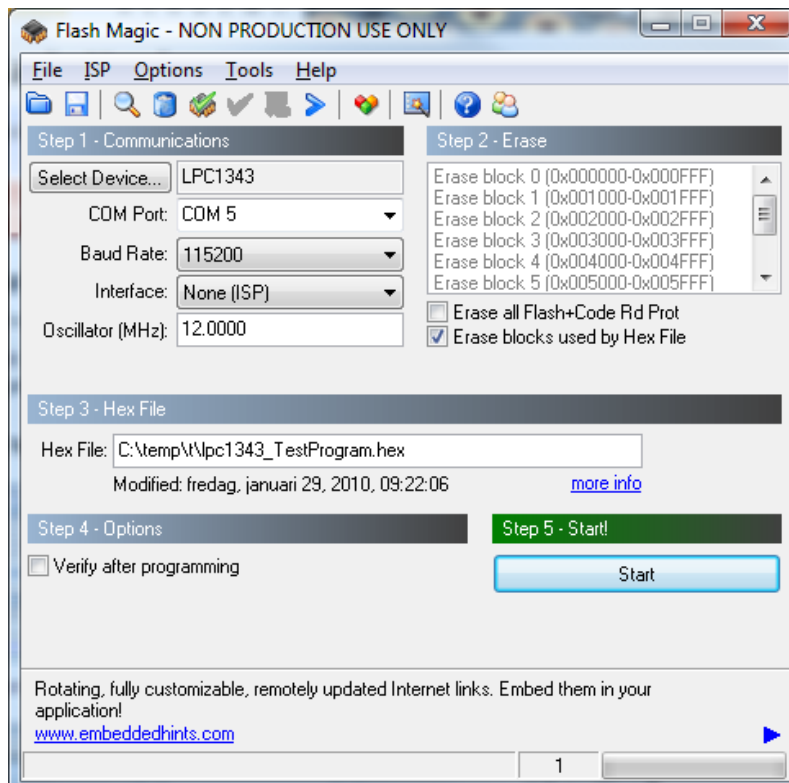 Flash Magic - NON PRODUCTION USE ONLY
File ISP Options Tools Help
Step 1 - Communications
Select Device... LPC1343
COM Port: COM 5
Baud Rate: 115200
Interface: None (ISP)
Oscillator (MHz): 12.0000
Step 2 - Erase
Erase block 0 (0x000000-0x000FFF)
Erase block 1 (0x001000-0x001FFF)
Erase block 2 (0x002000-0x002FFF)
Erase block 3 (0x003000-0x003FFF)
Erase block 4 (0x004000-0x004FFF)
Erase block 5 (0x005000-0x005FFF)
Erase all Flash+Code Rd Prot
Erase blocks used by Hex File
Step 3 - Hex File
Hex File: C:\temp\t\lpc1343_TestProgram.hex
Modified: fredag, januari 29, 2010, 09:22:06 more info
Step 4 - Options
Verify after programming
Step 5 - Start!
Start
Rotating, fully customizable, remotely updated Internet links. Embed them in your
application!
www.embeddedhints.com
1